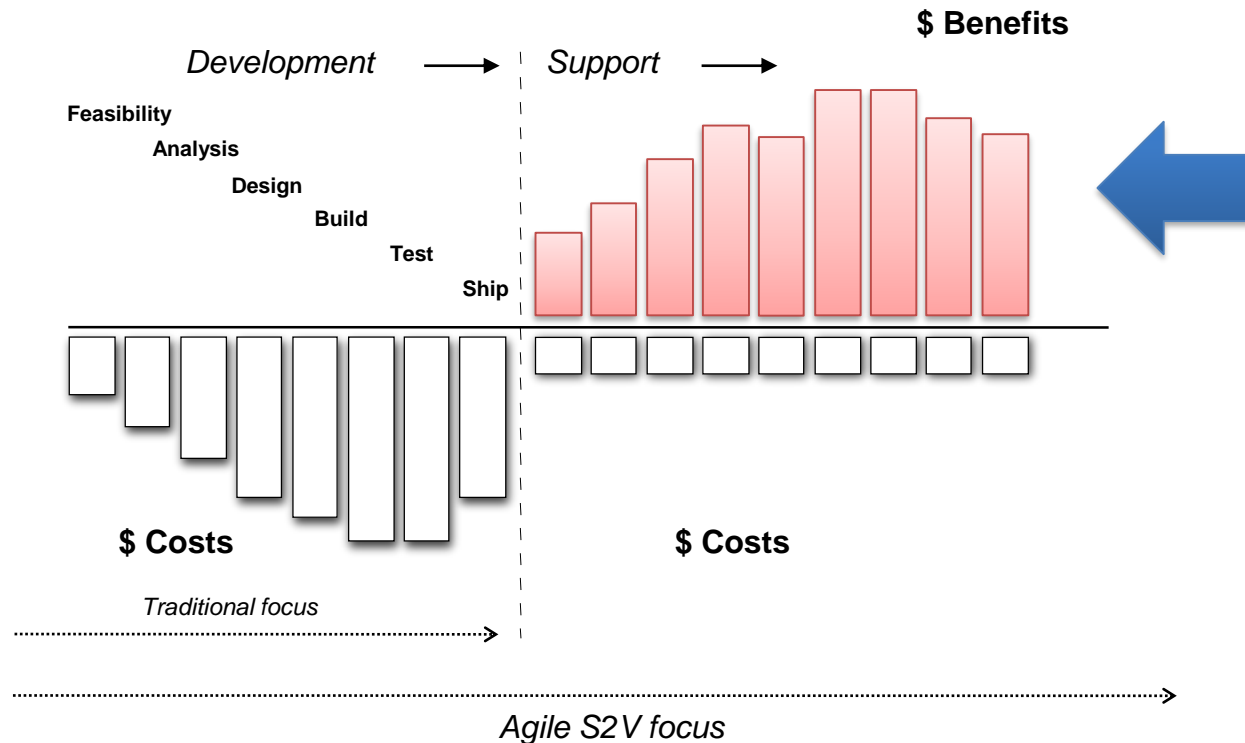 $ Benefits
Development
Support
Feasibility
Analysis
Design
Build
Test
Ship
$ Costs
$ Costs
Traditional focus
Agile S2V focus